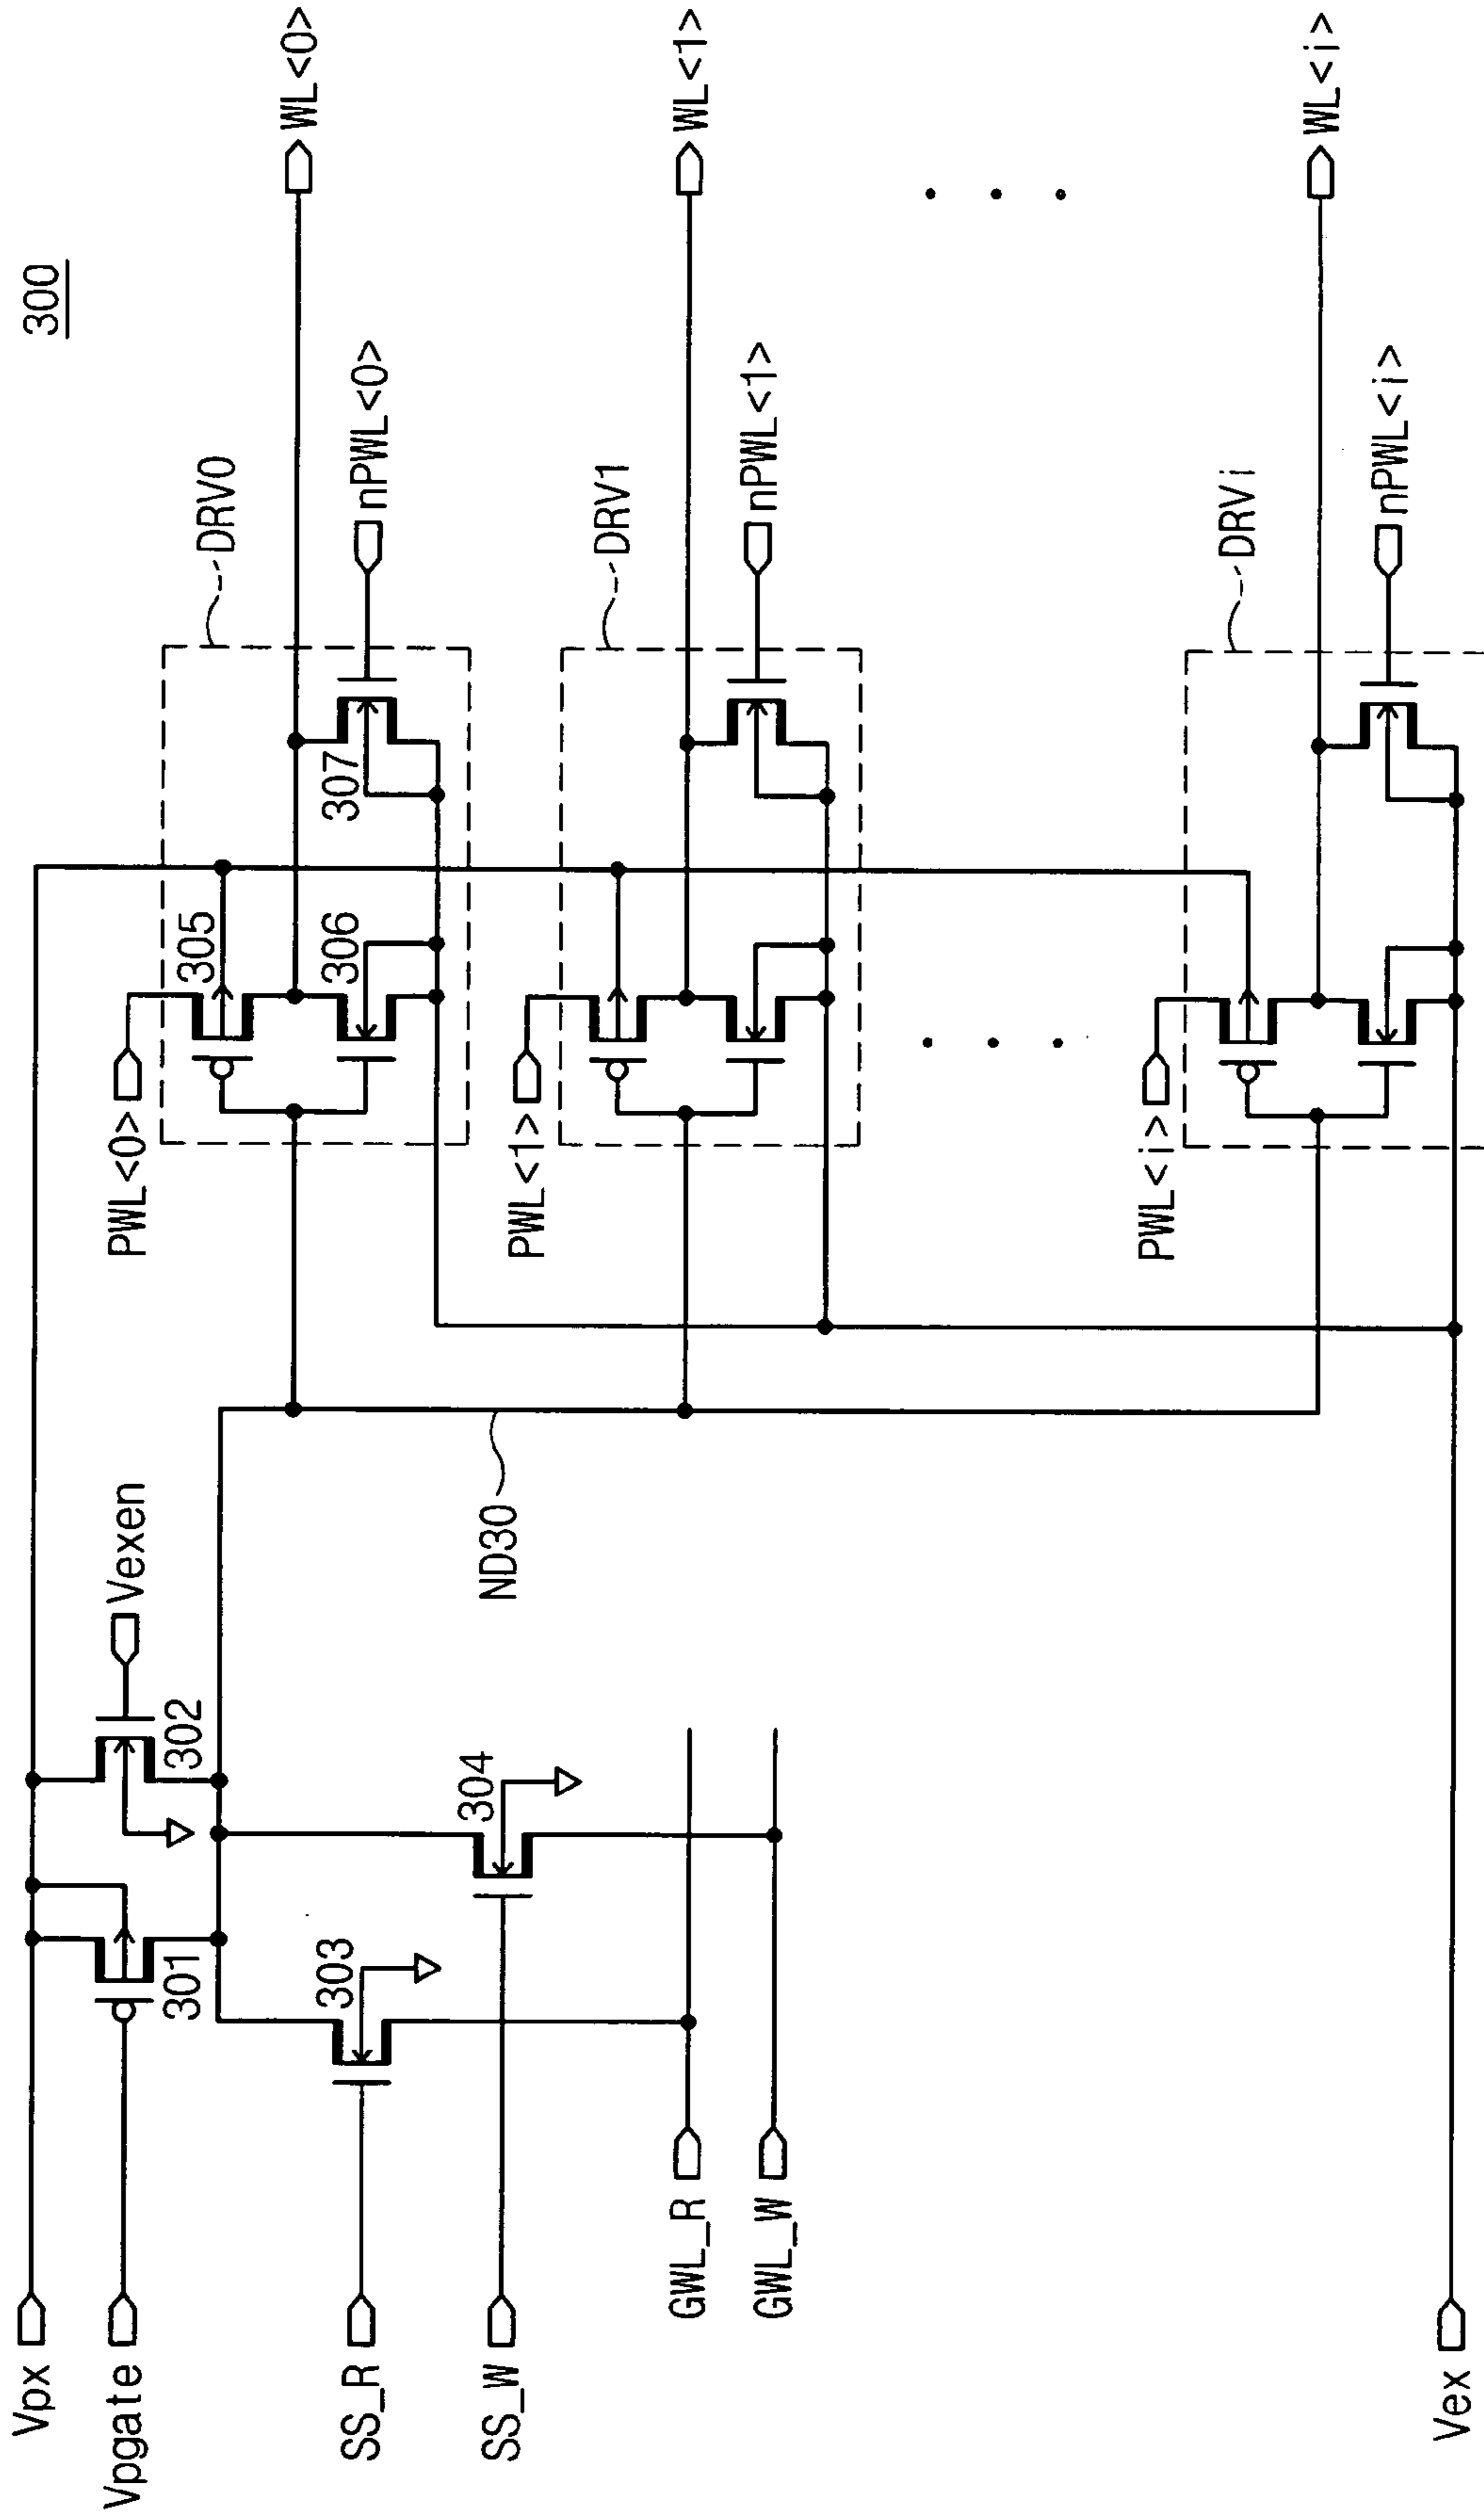 300
Vpx
Vpgate
301
302
Vexen
SS_R
303
SS_W
304
GWL_R
GWL_W
Vex
ND30
PWL<0>
305
306
307
DRV0
nPWL<0>
WL<0>
PWL<1>
DRV1
nPWL<1>
WL<1>
PWL<i>
DRVi
nPWL<i>
WL<i>